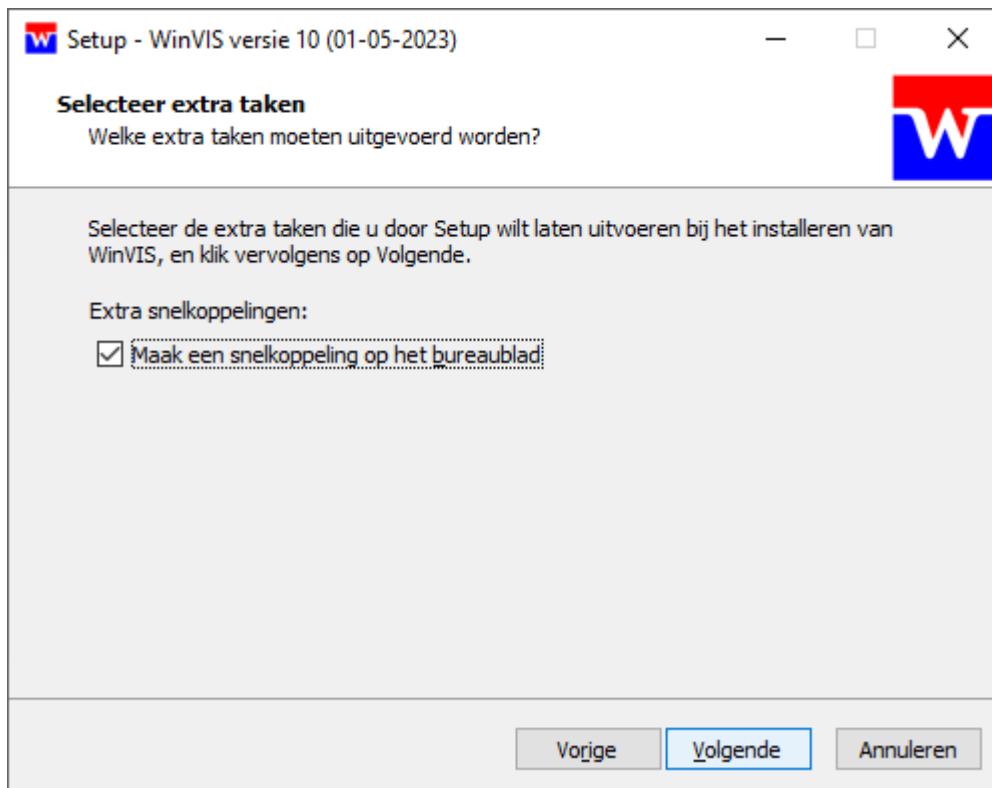 W Setup - WinVIS versie 10 (01-05-2023)
Selecteer extra taken
Welke extra taken moeten uitgevoerd worden?
W
Selecteer de extra taken die u door Setup wilt laten uitvoeren bij het installeren van
WinVIS, en klik vervolgens op Volgende.
Extra snelkoppelingen:
Maak een snelkoppeling op het bureaublad
Vorige Volgende Annuleren